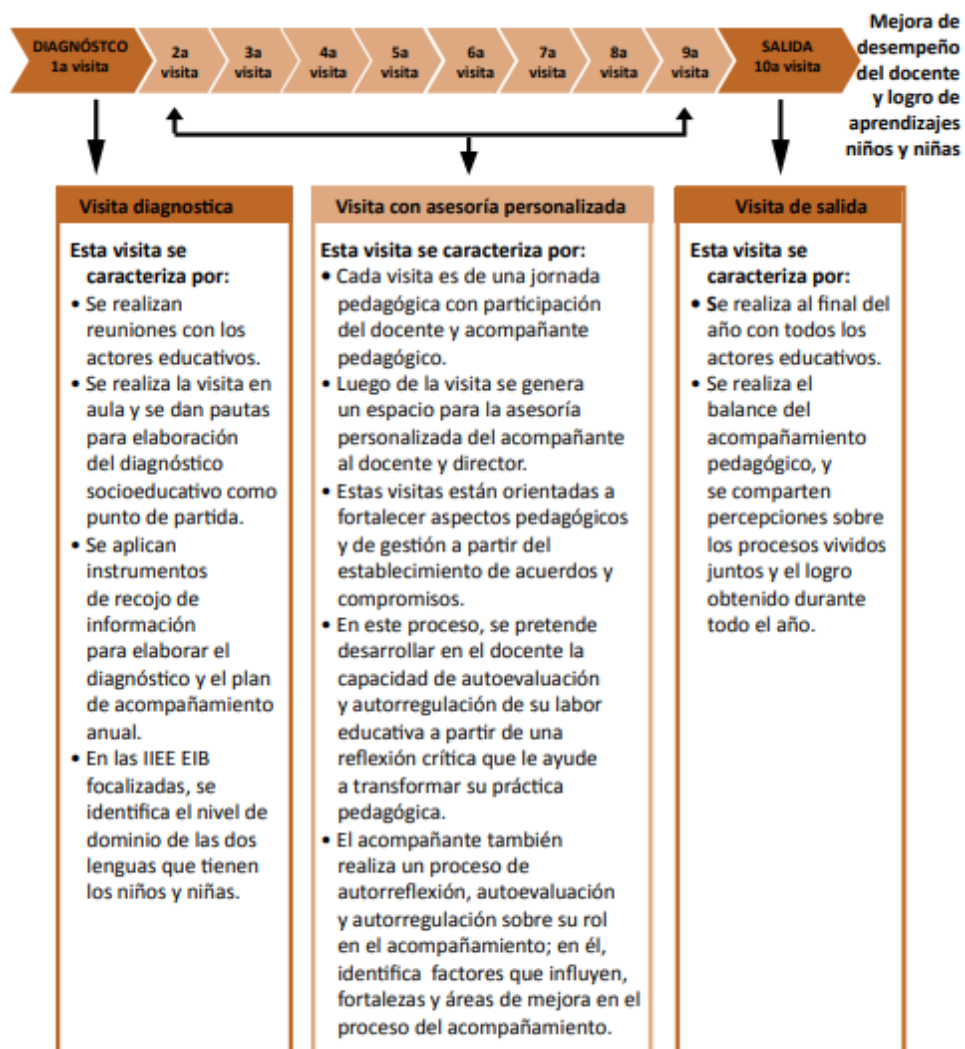 DIAGNÓSTCO
1a visita
2a
visita
3a
visita
4a
visita
5a
visita
6a
visita
7a
visita
8a
visita
9a
visita
SALIDA
10a visita
Mejora de
desempeño
del docente
y logro de
aprendizajes
niños y niñas
Visita diagnostica
Esta visita se
caracteriza por:
• Se realizan
reuniones con los
actores educativos.
• Se realiza la visita en
aula y se dan pautas
para elaboración
del diagnóstico
socioeducativo como
punto de partida.
• Se aplican
instrumentos
de recojo de
información
para elaborar el
diagnóstico y el plan
de acompañamiento
anual.
• En las IIEE EIB
focalizadas, se
identifica el nivel de
dominio de las dos
lenguas que tienen
los niños y niñas.
Visita con asesoría personalizada
Esta visita se caracteriza por:
• Cada visita es de una jornada
pedagógica con participación
del docente y acompañante
pedagógico.
• Luego de la visita se genera
un espacio para la asesoría
personalizada del acompañante
al docente y director.
• Estas visitas están orientadas a
fortalecer aspectos pedagógicos
y de gestión a partir del
establecimiento de acuerdos y
compromisos.
• En este proceso, se pretende
desarrollar en el docente la
capacidad de autoevaluación
y autorregulación de su labor
educativa a partir de una
reflexión crítica que le ayude
a transformar su práctica
pedagógica.
• El acompañante también
realiza un proceso de
autorreflexión, autoevaluación
y autorregulación sobre su rol
en el acompañamiento; en él,
identifica factores que influyen,
fortalezas y áreas de mejora en el
proceso del acompañamiento.
Visita de salida
Esta visita se
caracteriza por:
• Se realiza al final del
año con todos los
actores educativos.
• Se realiza el
balance del
acompañamiento
pedagógico, y
se comparten
percepciones sobre
los procesos vividos
juntos y el logro
obtenido durante
todo el año.